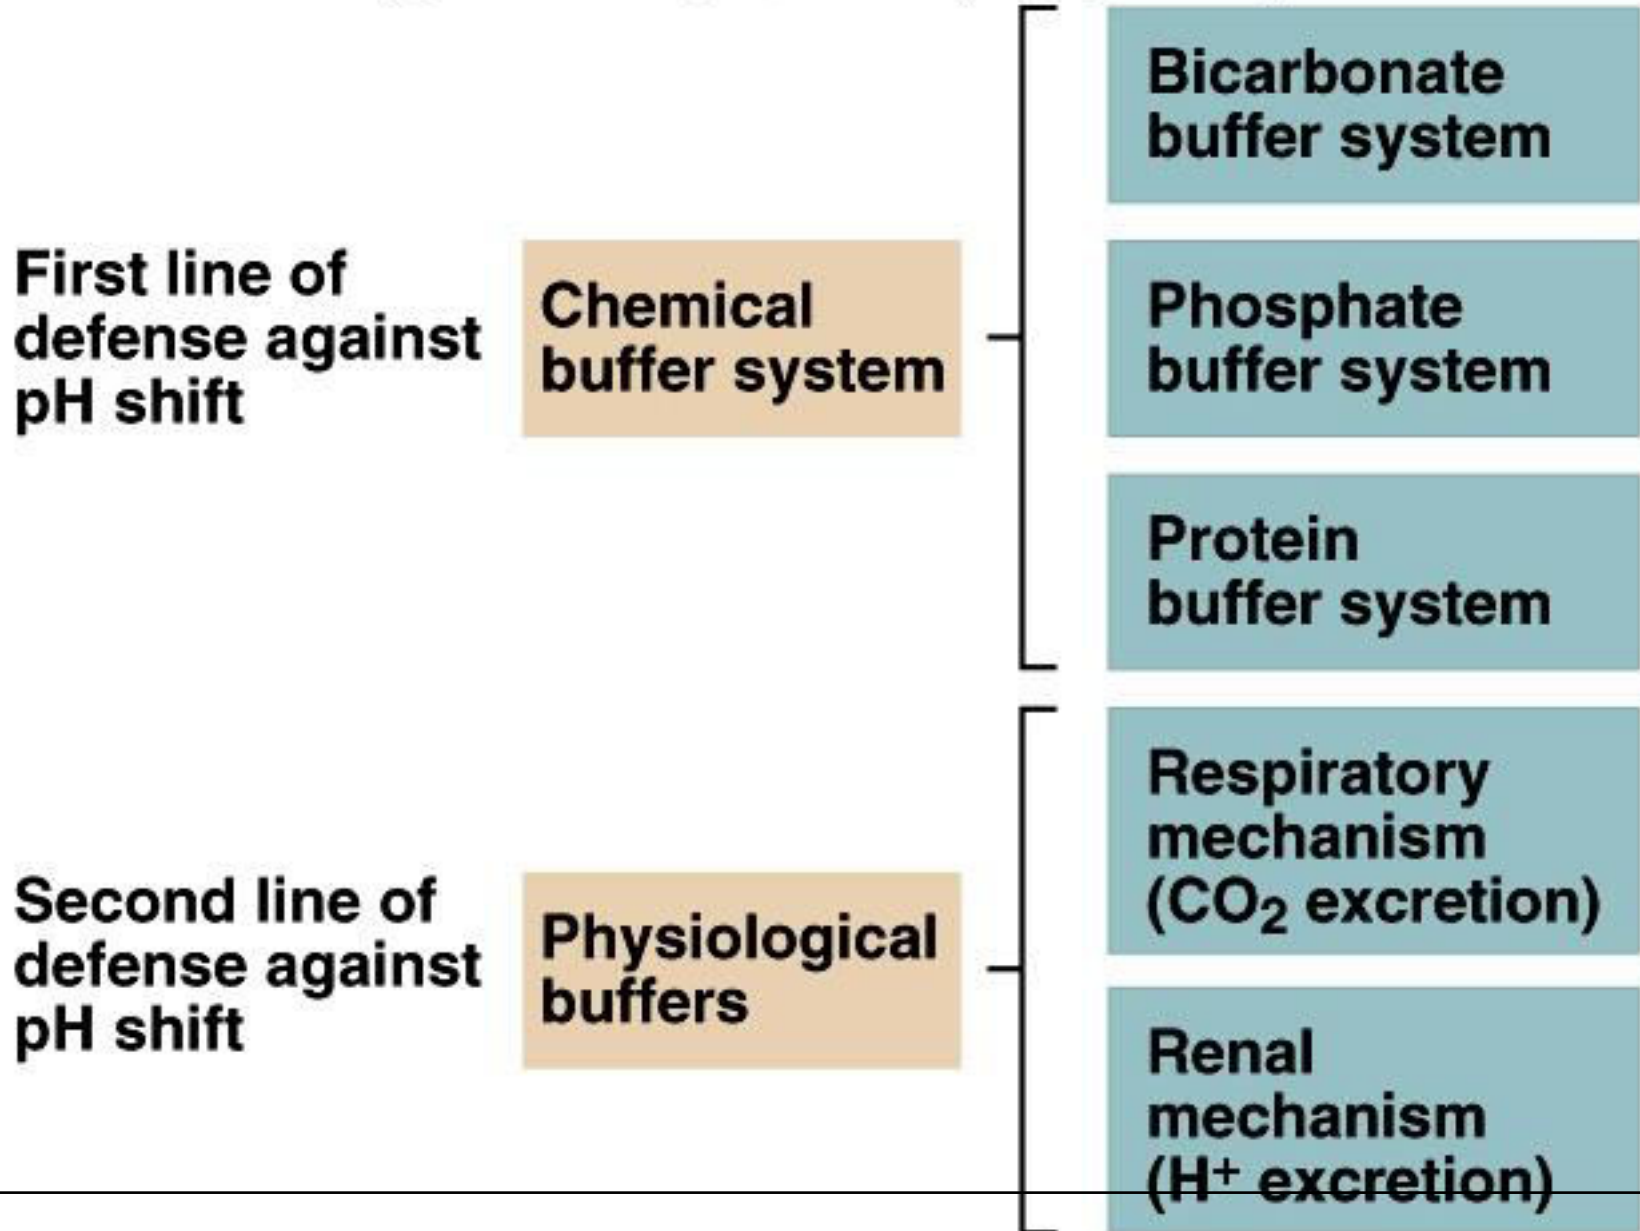 First line of
defense against
pH shift
Chemical
buffer system
Bicarbonate
buffer system
Phosphate
buffer system
Protein
buffer system
Second line of
defense against
pH shift
Physiological
buffers
Respiratory
mechanism
(CO₂ excretion)
Renal
mechanism
(H⁺ excretion)